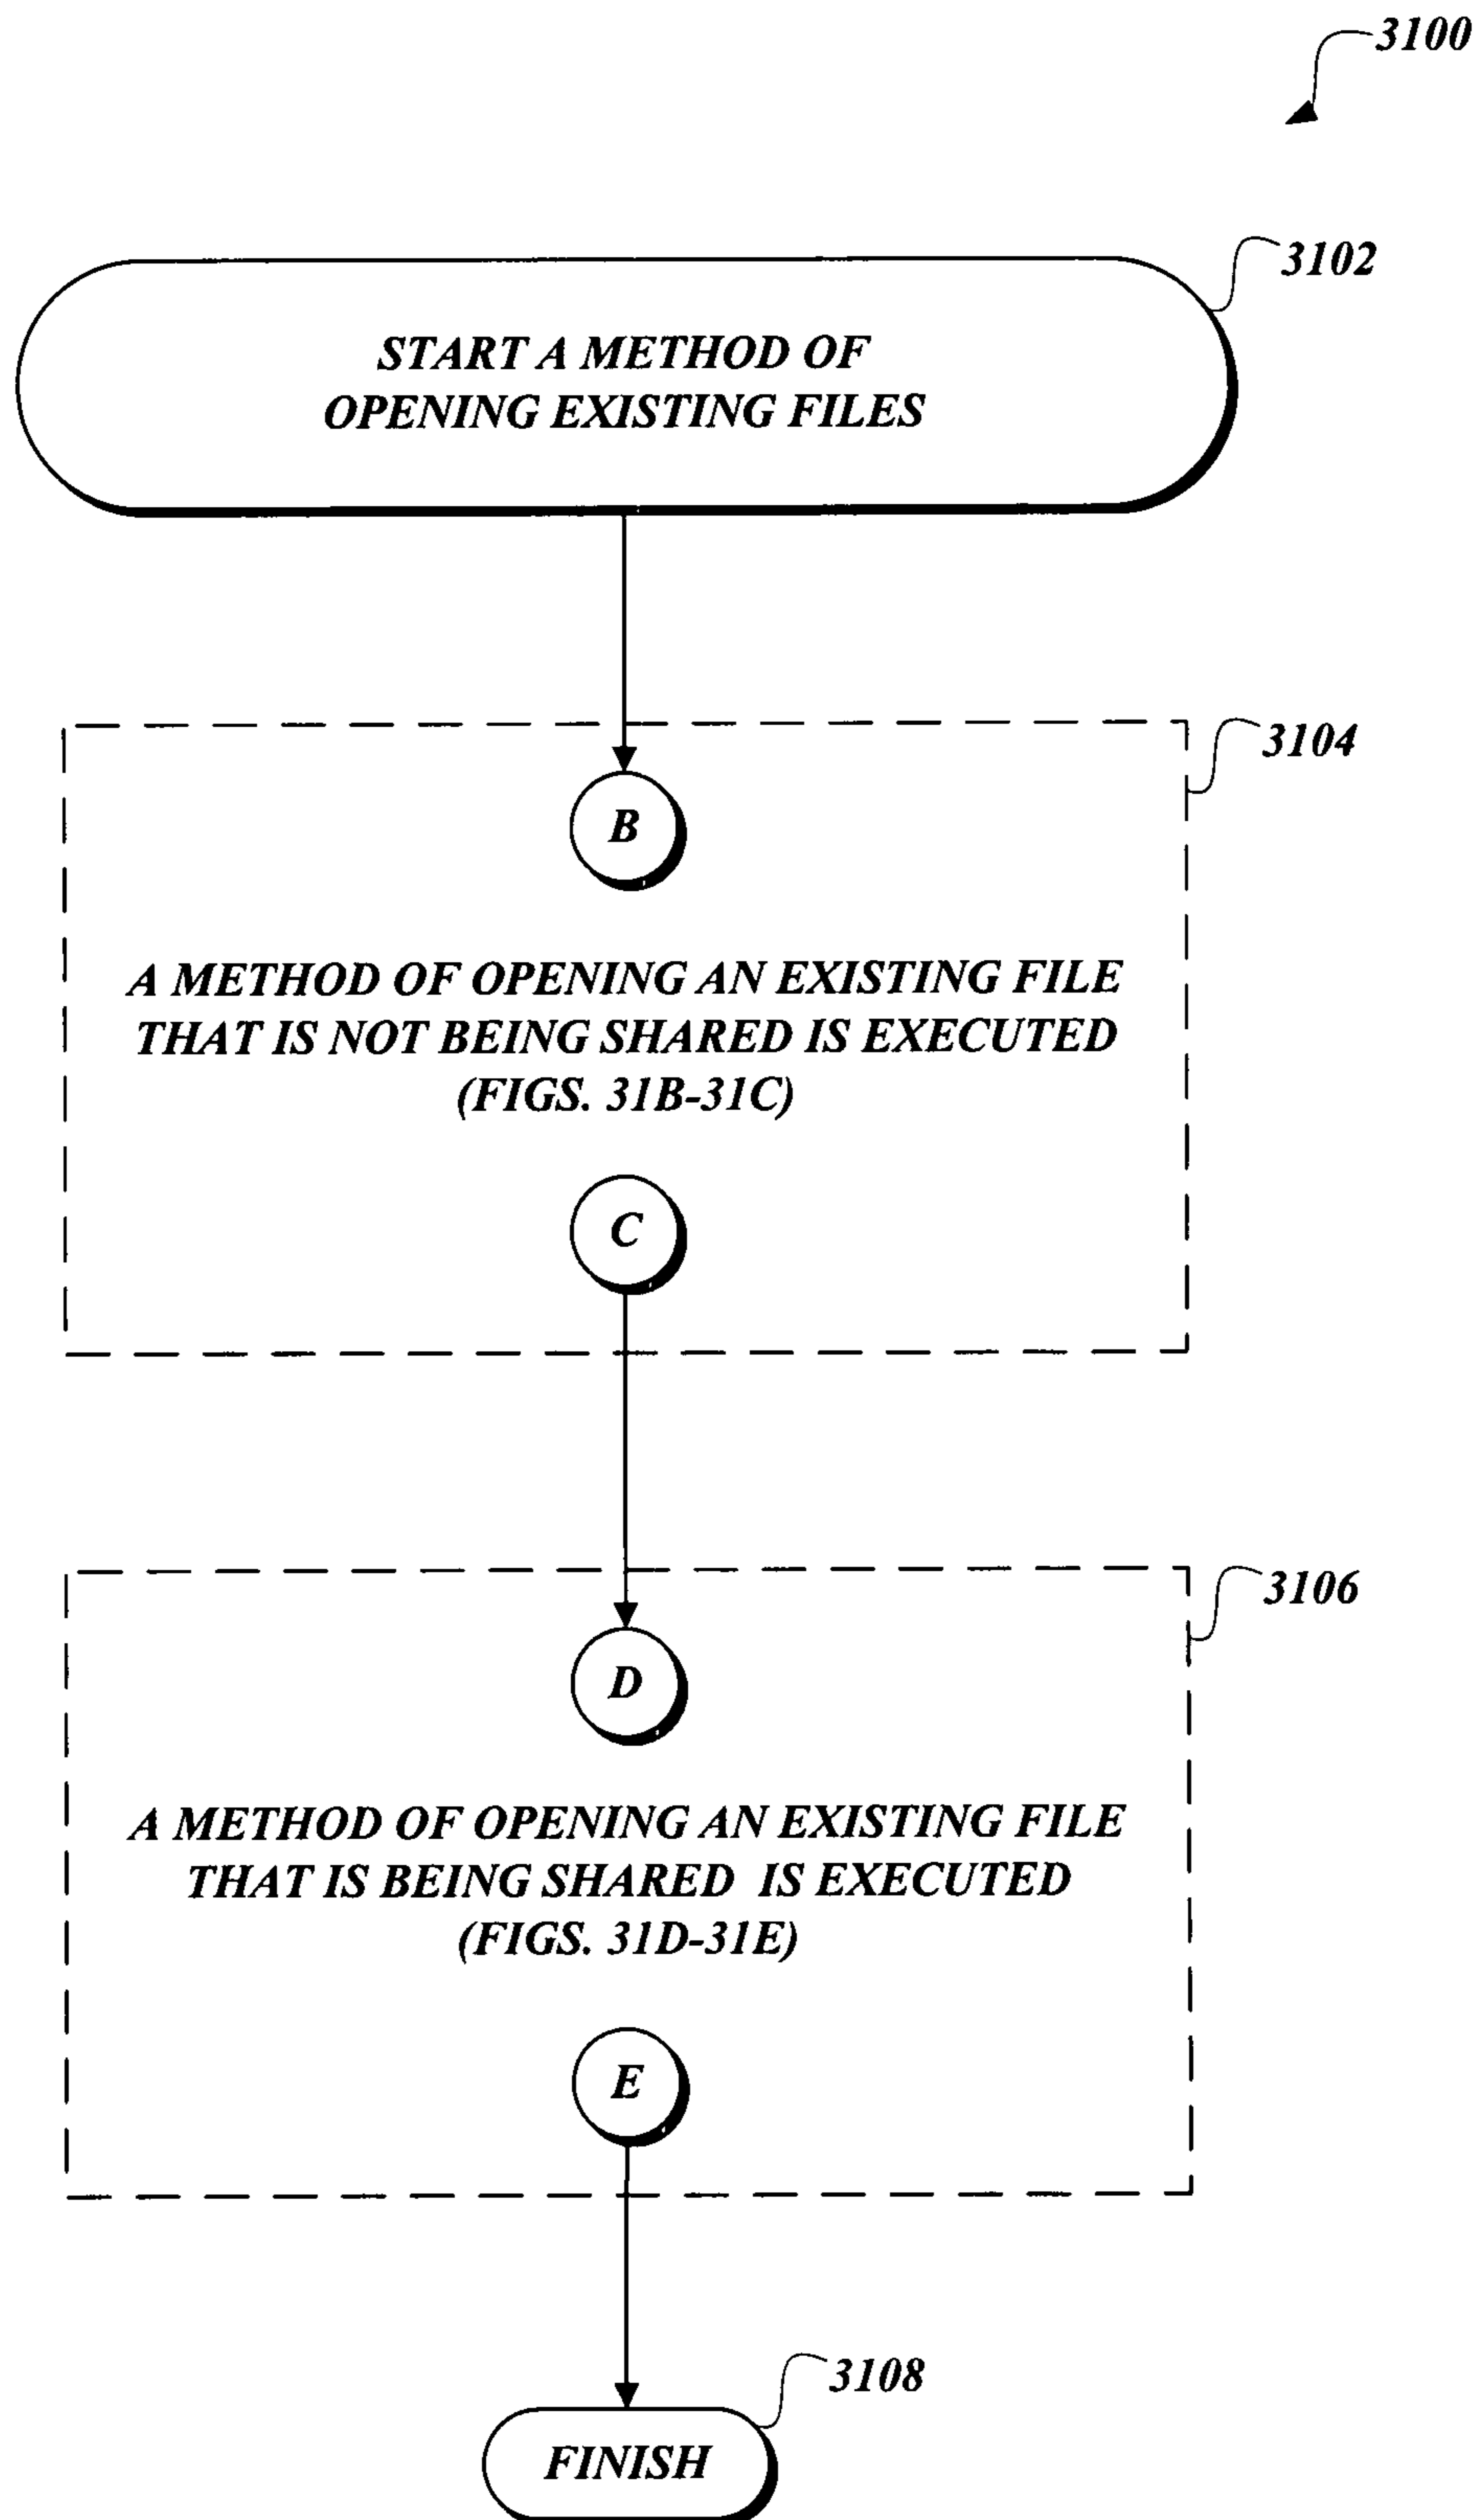 3100
3102
START A METHOD OF
OPENING EXISTING FILES
3104
B
A METHOD OF OPENING AN EXISTING FILE
THAT IS NOT BEING SHARED IS EXECUTED
(FIGS. 31B-31C)
C
3106
D
A METHOD OF OPENING AN EXISTING FILE
THAT IS BEING SHARED IS EXECUTED
(FIGS. 31D-31E)
E
3108
FINISH